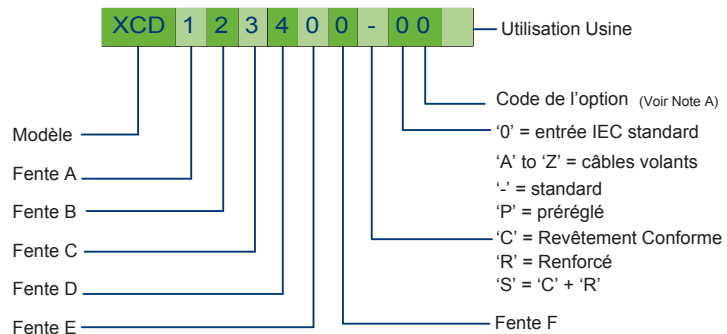 XCD 1 2 3 4 0 0 - 0 0
Utilisation Usine
Code de l'option (Voir Note A)
'0' = entrée IEC standard
'A' to 'Z' = câbles volants
'-' = standard
'P' = préréglé
'C' = Revêtement Conforme
'R' = Renforcé
'S' = 'C' + 'R'
Fente F
Modèle
Fente A
Fente B
Fente C
Fente D
Fente E